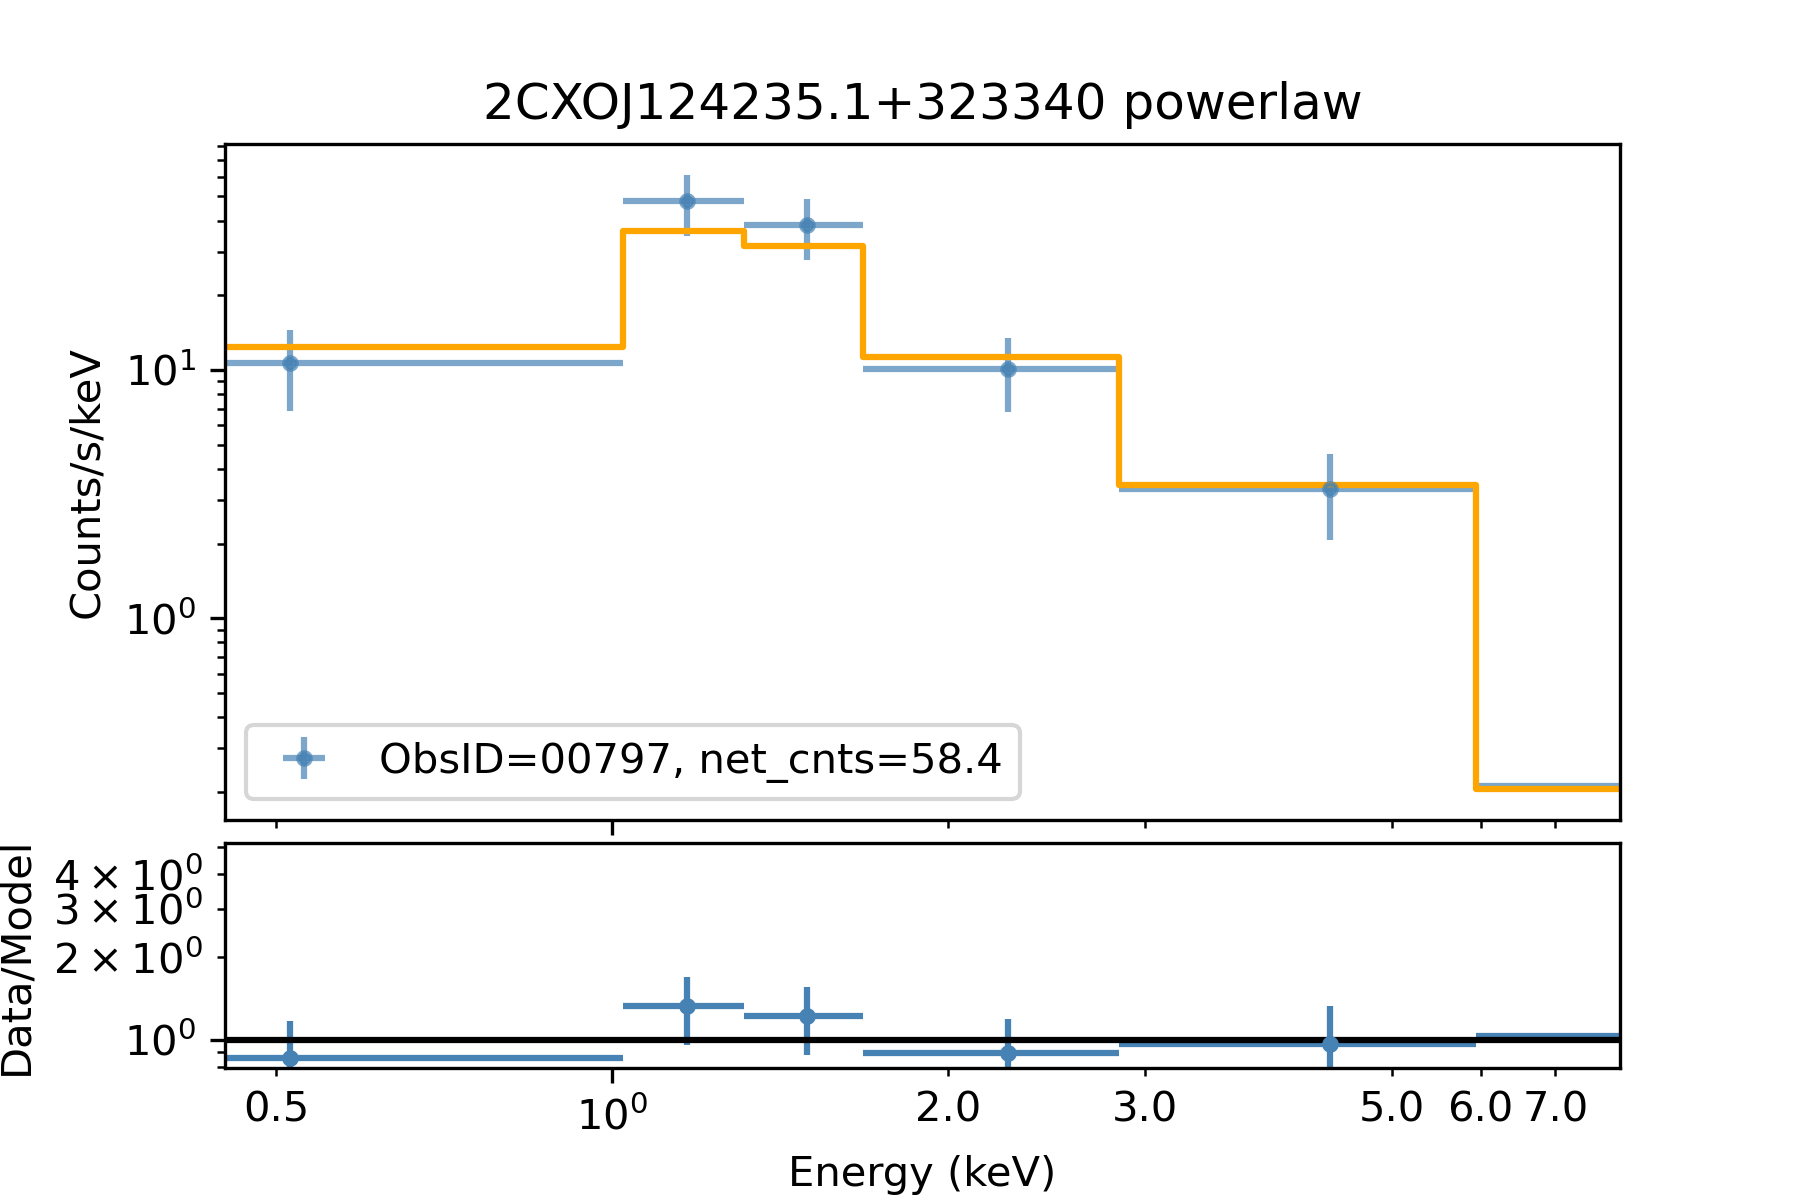 2CXOJ124235.1+323340 powerlaw
Counts/s/keV
10¹
10⁰
ObsID=00797, net_cnts=58.4
Data/Model
4 × 10⁰
3 × 10⁰
2 × 10⁰
10⁰
0.5 10⁰ 2.0 3.0 5.0 6.0 7.0
Energy (keV)